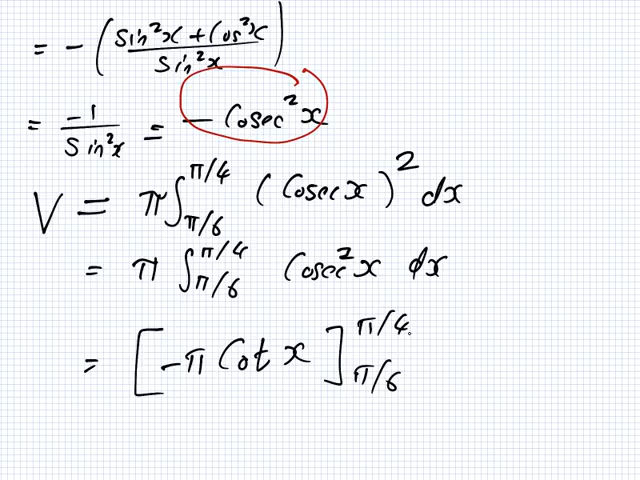 = - (Sin²x + Cos²x / Sin²x)
= -1 / Sin²x = - Cosec²x
V = π∫π/6 π/4 (Cosec x)² dx
= π ∫π/6 π/4 Cosec²x dx
= [-π Cot x]π/6 π/4